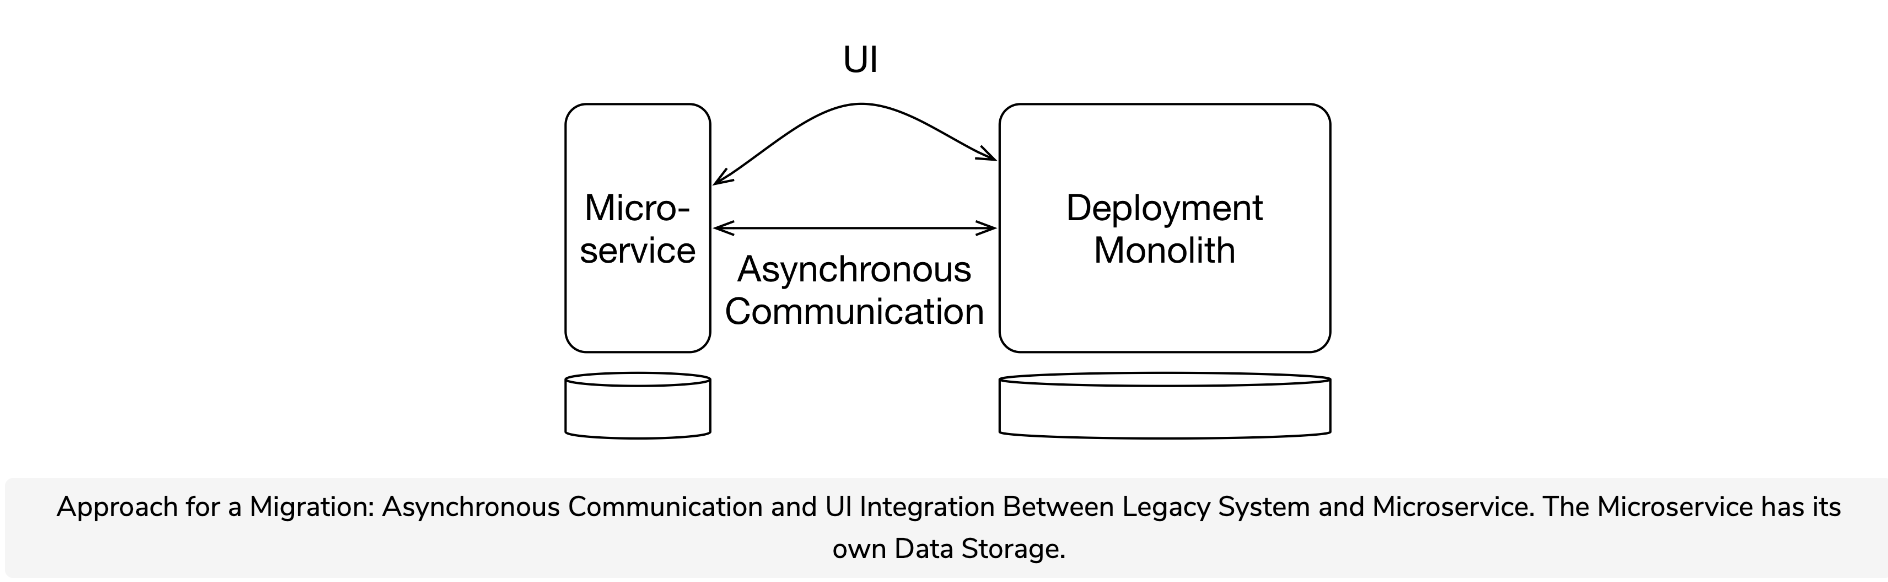 UI
Micro-
service
Deployment
Monolith
Asynchronous
Communication
Approach for a Migration: Asynchronous Communication and UI Integration Between Legacy System and Microservice. The Microservice has its
own Data Storage.